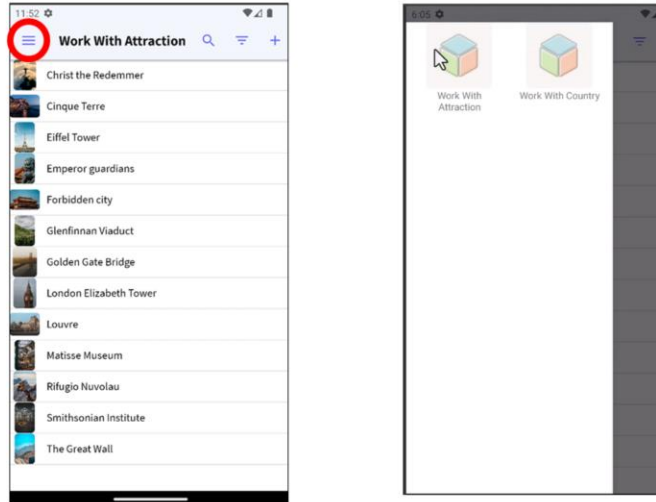 11:52
Work With Attraction
Christ the Redemmer
Cinque Terre
Eiffel Tower
Emperor guardians
Forbidden city
Glenfinnan Viaduct
Golden Gate Bridge
London Elizabeth Tower
Louvre
Matisse Museum
Rifugio Nuvolau
Smithsonian Institute
The Great Wall
6:05
Work With
Attraction
Work With Country